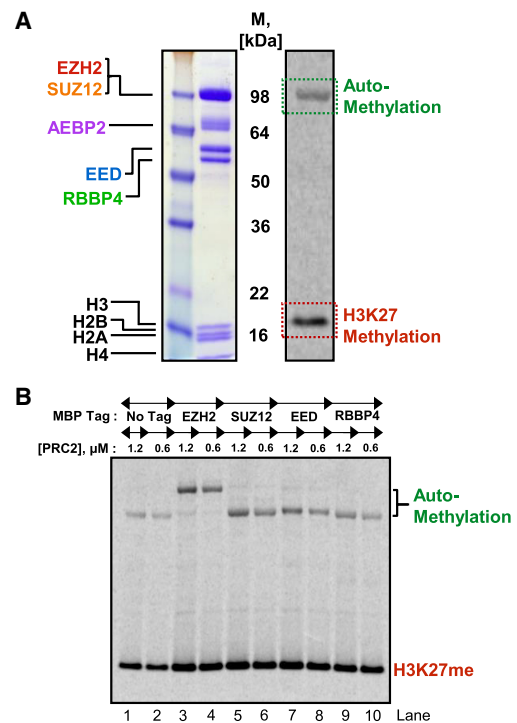 A
M,
[kDa]
EZH2
SUZ12
AEBP2
EED
RBBP4
H3
H2B
H2A
H4
98
64
50
36
22
16
Auto-
Methylation
H3K27
Methylation
B
MBP Tag : No Tag EZH2 SUZ12 EED RBBP4
[PRC2], µM : 1.2 0.6 1.2 0.6 1.2 0.6 1.2 0.6 1.2 0.6
Auto-
Methylation
H3K27me
1 2 3 4 5 6 7 8 9 10 Lane